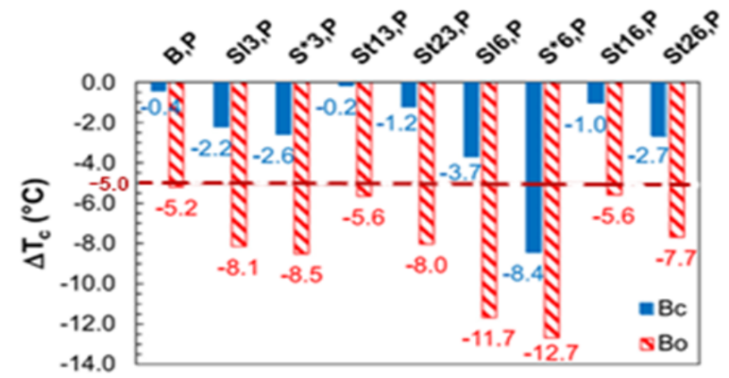 B,P Sl3,P S*3,P St13,P St23,P Sl6,P S*6,P St16,P St26,P
0.0
-2.0
-4.0
-5.0
-6.0
-8.0
-10.0
-12.0
-14.0
ΔTc (°C)
-0.4 -2.2 -2.6 -0.2 -1.2 -3.7 -8.4 -1.0 -2.7
-5.2 -8.1 -8.5 -5.6 -8.0 -11.7 -12.7 -5.6 -7.7
Bc
Bo